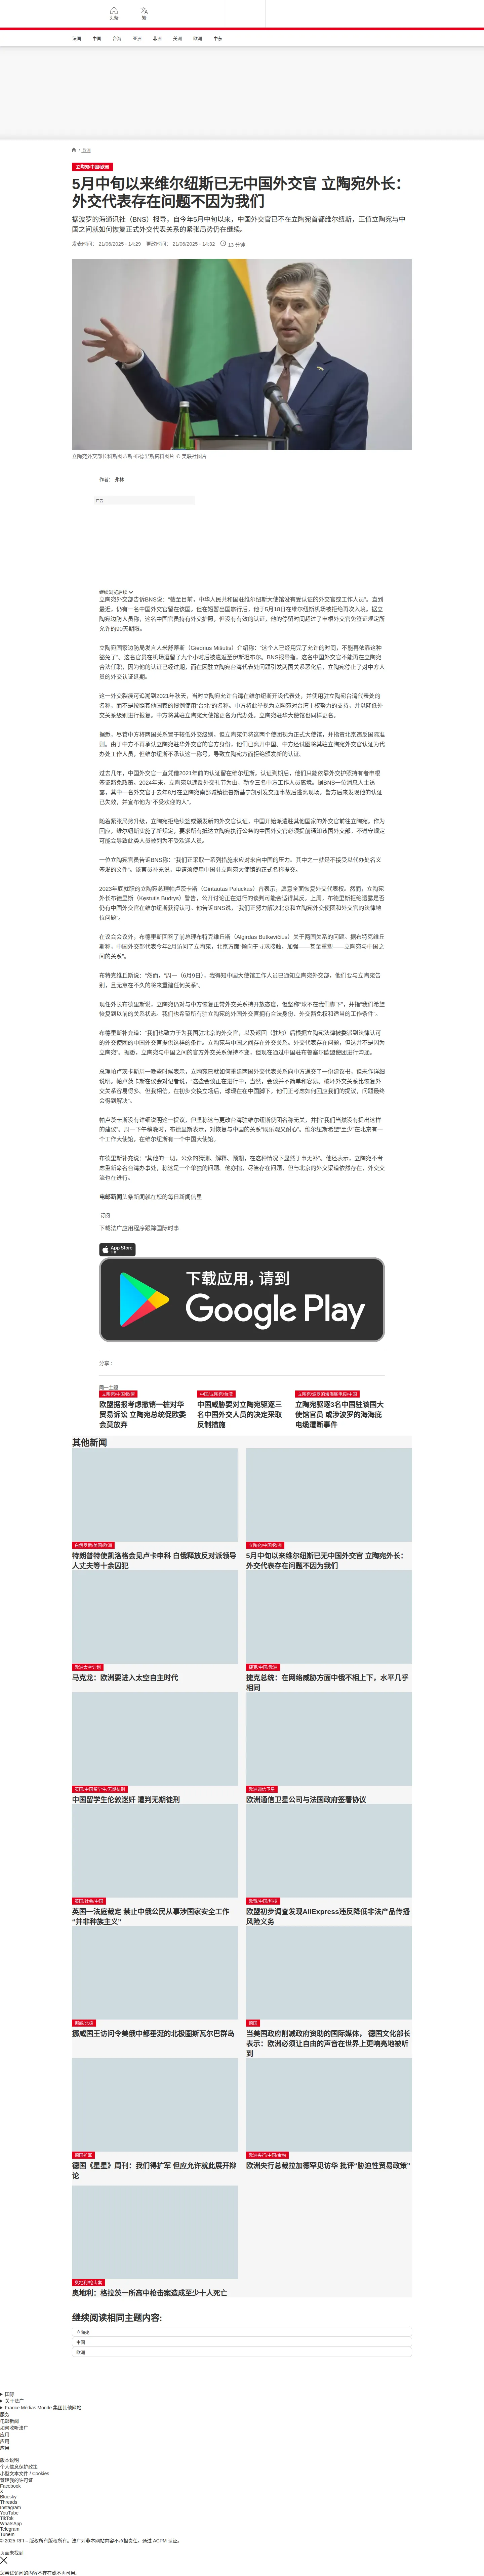 头条
繁
法国
中国
台海
亚洲
非洲
美洲
欧洲
中东
/ 欧洲
立陶宛/中国/欧洲
5月中旬以来维尔纽斯已无中国外交官 立陶宛外长：
外交代表存在问题不因为我们
据波罗的海通讯社（BNS）报导，自今年5月中旬以来，中国外交官已不在立陶宛首都维尔纽斯，正值立陶宛与中
国之间就如何恢复正式外交代表关系的紧张局势仍在继续。
发表时间： 21/06/2025 - 14:25 更改时间： 21/06/2025 - 14:32 13 分钟
立陶宛外交部长科斯图蒂斯·布德里斯资料图片 © 美联社图片
作者： 弗林
广告
继续浏览后续
立陶宛外交部告诉BNS说：“截至目前，中华人民共和国驻维尔纽斯大使馆没有受认证的外交官或工作人员”。直到
最近，仍有一名中国外交官留在该国。但在短暂出国旅行后，他于5月18日在维尔纽斯机场被拒绝再次入境。据立
陶宛边防人员称，这名中国官员持有外交护照，但没有有效的认证，他的停留时间超过了申根外交官免签证规定所
允许的90天期限。
立陶宛国家边防局发言人米舒蒂斯（Giedrius Mišutis）介绍称：“这个人已经用完了允许的时间，不能再依靠这种
豁免了”。这名官员在机场逗留了九个小时后被遣返至伊斯坦布尔。BNS报导指，这名中国外交官不能再在立陶宛
合法任职，因为他的认证已经过期，而在因驻立陶宛台湾代表处问题引发两国关系恶化后，立陶宛停止了对中方人
员的外交认证延期。
这一外交裂痕可追溯到2021年秋天，当时立陶宛允许台湾在维尔纽斯开设代表处，并使用驻立陶宛台湾代表处的
名称，而不是按照其他国家的惯例使用“台北”的名称。中方将此举视为立陶宛对台湾主权努力的支持，并以降低外
交关系级别进行报复。中方将其驻立陶宛大使馆更名为代办处。立陶宛驻华大使馆也同样更名。
据悉，尽管中方将两国关系置于较低外交级别，但立陶宛仍将这两个使团视为正式大使馆，并指责北京违反国际准
则。由于中方不再承认立陶宛驻华外交官的官方身份，他们已离开中国。中方还试图将其驻立陶宛外交官认证为代
办处工作人员，但维尔纽斯不承认这一称号，导致立陶宛方面拒绝颁发新的认证。
过去几年，中国外交官一直凭借2021年前的认证留在维尔纽斯。认证到期后，他们只能依靠外交护照持有者申根
签证豁免政策。2024年末，立陶宛以违反外交礼节为由，勒令三名中方工作人员离境。据BNS一位消息人士透
露，其中一名外交官于去年8月在立陶宛南部城镇德鲁斯基宁凯引发交通事故后逃离现场。警方后来发现他的认证
已失效，并宣布他为“不受欢迎的人”。
随着紧张局势升级，立陶宛拒绝续签或颁发新的外交官认证，中国开始派遣驻其他国家的外交官前往立陶宛。作为
回应，维尔纽斯实施了新规定，要求所有抵达立陶宛执行公务的中国外交官必须提前通知该国外交部。不遵守规定
可能会导致此类人员被列为不受欢迎人员。
一位立陶宛官员告诉BNS称：“我们正采取一系列措施来应对来自中国的压力。其中之一就是不接受以代办处名义
签发的文件”。该官员补充说，申请须使用中国驻立陶宛大使馆的正式名称提交。
2023年底就职的立陶宛总理帕卢茨卡斯（Gintautas Paluckas）曾表示，愿意全面恢复外交代表权。然而，立陶宛
外长布德里斯（Kęstutis Budrys）警告，公开讨论正在进行的谈判可能会适得其反。上周，布德里斯拒绝透露是否
仍有中国外交官在维尔纽斯获得认可。他告诉BNS说，“我们正努力解决北京和立陶宛外交使团和外交官的法律地
位问题”。
在议会会议外，布德里斯回答了前总理布特克维丘斯（Algirdas Butkevičius）关于两国关系的问题。据布特克维丘
斯称，中国外交部代表今年2月访问了立陶宛，北京方面“倾向于寻求接触，加强——甚至重塑——立陶宛与中国之
间的关系”。
布特克维丘斯说：“然而，“周一（6月9日），我得知中国大使馆工作人员已通知立陶宛外交部，他们要与立陶宛告
别，且无意在不久的将来重建任何关系”。
现任外长布德里斯说，立陶宛仍对与中方恢复正常外交关系持开放态度，但坚称“球不在我们脚下”，并指“我们希望
恢复到以前的关系状态。我们也希望所有驻立陶宛的外国外交官拥有合法身份、外交豁免权和适当的工作条件”。
布德里斯补充道：“我们也致力于为我国驻北京的外交官，以及返回（驻地）后根据立陶宛法律被委派到法律认可
的外交使团的中国外交官提供这样的条件。立陶宛与中国之间存在外交关系。外交代表存在问题，但这并不是因为
立陶宛”。据悉，立陶宛与中国之间的官方外交关系保持不变，但现在通过中国驻布鲁塞尔欧盟使团进行沟通。
总理帕卢茨卡斯周一晚些时候表示，立陶宛已就如何重建两国外交代表关系向中方递交了一份建议书，但未作详细
说明。帕卢茨卡斯在议会对记者说，“这些会谈正在进行中，当然，会谈并不简单和容易。破坏外交关系比恢复外
交关系容易得多。但我相信，在初步交换立场后，球现在在中国脚下，他们正考虑如何回应我们的提议，问题最终
会得到解决”。
帕卢茨卡斯没有详细说明这一提议，但坚称这与更改台湾驻维尔纽斯使团名称无关，并指“我们当然没有提出这样
的建议”。周一下午稍晚时，布德里斯表示，对恢复与中国的关系“既乐观又耐心”。维尔纽斯希望“至少”在北京有一
个工作大使馆，在维尔纽斯有一个中国大使馆。
布德里斯补充说：“其他的一切，公众的猜测、解释、预期，在这种情况下显然于事无补”。他还表示，立陶宛不考
虑重新命名台湾办事处，称这是一个单独的问题。他亦指，尽管存在问题，但与北京的外交渠道依然存在，外交交
流也在进行。
电邮新闻头条新闻就在您的每日新闻信里
订阅
下载法广应用程序跟踪国际时事
App Store
下载应用，请到
Google Play
分享 :
同一主题
立陶宛/中国/欧盟
欧盟据报考虑撤销一桩对华
贸易诉讼 立陶宛总统促欧委
会莫放弃
中国/立陶宛/台湾
中国威胁要对立陶宛驱逐三
名中国外交人员的决定采取
反制措施
立陶宛/波罗的海海底电缆/中国
立陶宛驱逐3名中国驻该国大
使馆官员 或涉波罗的海海底
电缆遭断事件
其他新闻
白俄罗斯/美国/欧洲
特朗普特使凯洛格会见卢卡申科 白俄释放反对派领导
人丈夫等十余囚犯
立陶宛/中国/欧洲
5月中旬以来维尔纽斯已无中国外交官 立陶宛外长：
外交代表存在问题不因为我们
欧洲太空计划
马克龙：欧洲要进入太空自主时代
捷克/中国/欧洲
捷克总统：在网络威胁方面中俄不相上下，水平几乎
相同
英国/中国留学生/无期徒刑
中国留学生伦敦迷奸 遭判无期徒刑
欧洲通信卫星
欧洲通信卫星公司与法国政府签署协议
英国/社会/中国
英国一法庭裁定 禁止中俄公民从事涉国家安全工作
“并非种族主义”
欧盟/中国/科技
欧盟初步调查发现AliExpress违反降低非法产品传播
风险义务
挪威/北极
挪威国王访问令美俄中都垂涎的北极圈斯瓦尔巴群岛
德国
当美国政府削减政府资助的国际媒体， 德国文化部长
表示：欧洲必须让自由的声音在世界上更响亮地被听
到
德国扩军
德国《星星》周刊：我们得扩军 但应允许就此展开辩
论
欧洲央行/中国/金融
欧洲央行总裁拉加德罕见访华 批评“胁迫性贸易政策”
奥地利/枪击案
奥地利：格拉茨一所高中枪击案造成至少十人死亡
继续阅读相同主题内容:
立陶宛
中国
欧洲
国际
关于法广
France Médias Monde 集团其他网站
服务
电邮新闻
如何收听法广
应用
应用
应用
版本说明
个人信息保护政策
小型文本文件 / Cookies
管理我的许可证
Facebook
X
Bluesky
Threads
Instagram
YouTube
TikTok
WhatsApp
Telegram
TuneIn
© 2025 RFI – 版权所有版权所有。法广对非本网站内容不承担责任。通过 ACPM 认证。
页面未找到
您尝试访问的内容不存在或不再可用。